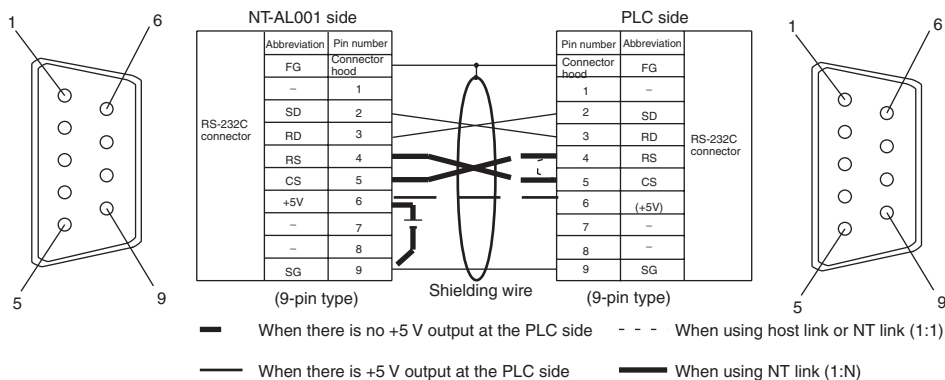 NT-AL001 side
PLC side
1
6
1
6
Abbreviation Pin number
Pin number Abbreviation
FG Connector hood
Connector hood FG
– 1
1 –
SD 2
2 SD
RS-232C connector
RD 3
3 RD
RS-232C connector
RS 4
4 RS
CS 5
5 CS
+5V 6
6 (+5V)
– 7
7 –
– 8
8 –
SG 9
9 SG
5
9
5
9
(9-pin type)
Shielding wire
(9-pin type)
When there is no +5 V output at the PLC side
When using host link or NT link (1:1)
When there is +5 V output at the PLC side
When using NT link (1:N)